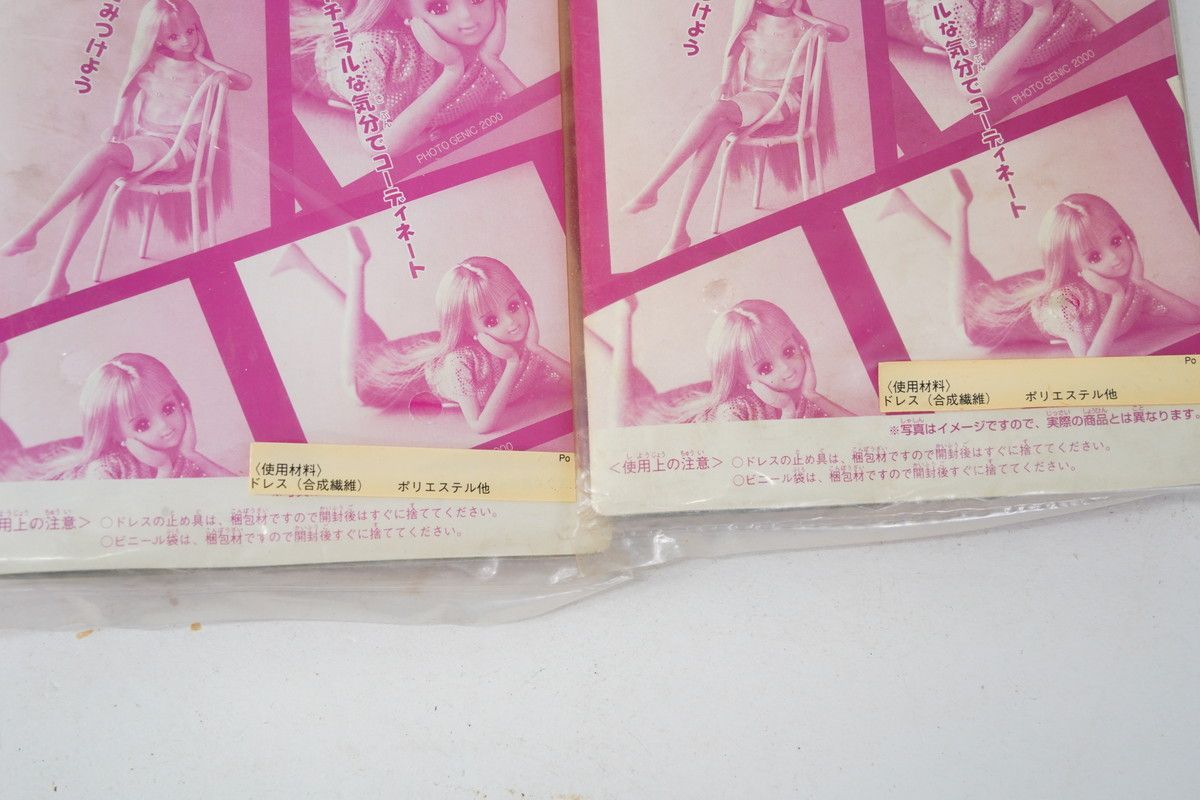 みつけよう
チュラルな気分でコーディネート
PHOTO GENIC 2000
Po
〈使用材料〉
ドレス（合成繊維） ポリエステル他
用上の注意＞ ○ドレスの止め具は、梱包材ですので開封後はすぐに捨ててください。
○ビニール袋は、梱包材ですので開封後すぐに捨ててください。
つけよう
ルな気分でコーディネート
PHOTO GENIC 2000
Po
〈使用材料〉
ドレス（合成繊維） ポリエステル他
※写真はイメージですので、実際の商品とは異なります。
＜使用上の注意＞ ○ドレスの止め具は、梱包材ですので開封後はすぐに捨ててください。
○ビニール袋は、梱包材ですので開封後すぐに捨ててください。